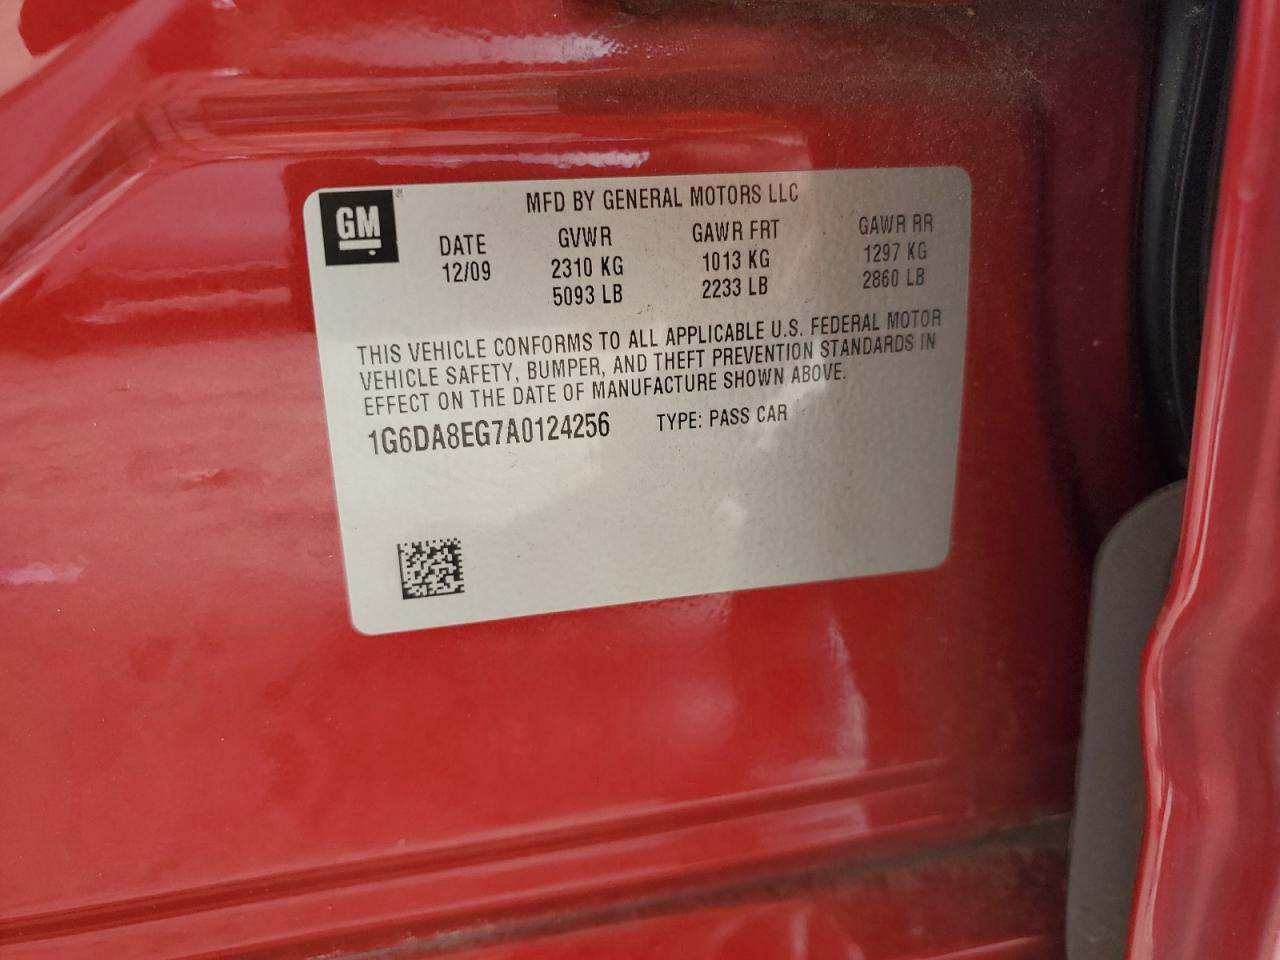 GM
MFD BY GENERAL MOTORS LLC
DATE GVWR GAWR FRT GAWR RR
12/09 2310 KG 1013 KG 1297 KG
5093 LB 2233 LB 2860 LB
THIS VEHICLE CONFORMS TO ALL APPLICABLE U.S. FEDERAL MOTOR
VEHICLE SAFETY, BUMPER, AND THEFT PREVENTION STANDARDS IN
EFFECT ON THE DATE OF MANUFACTURE SHOWN ABOVE.
1G6DA8EG7A0124256 TYPE: PASS CAR